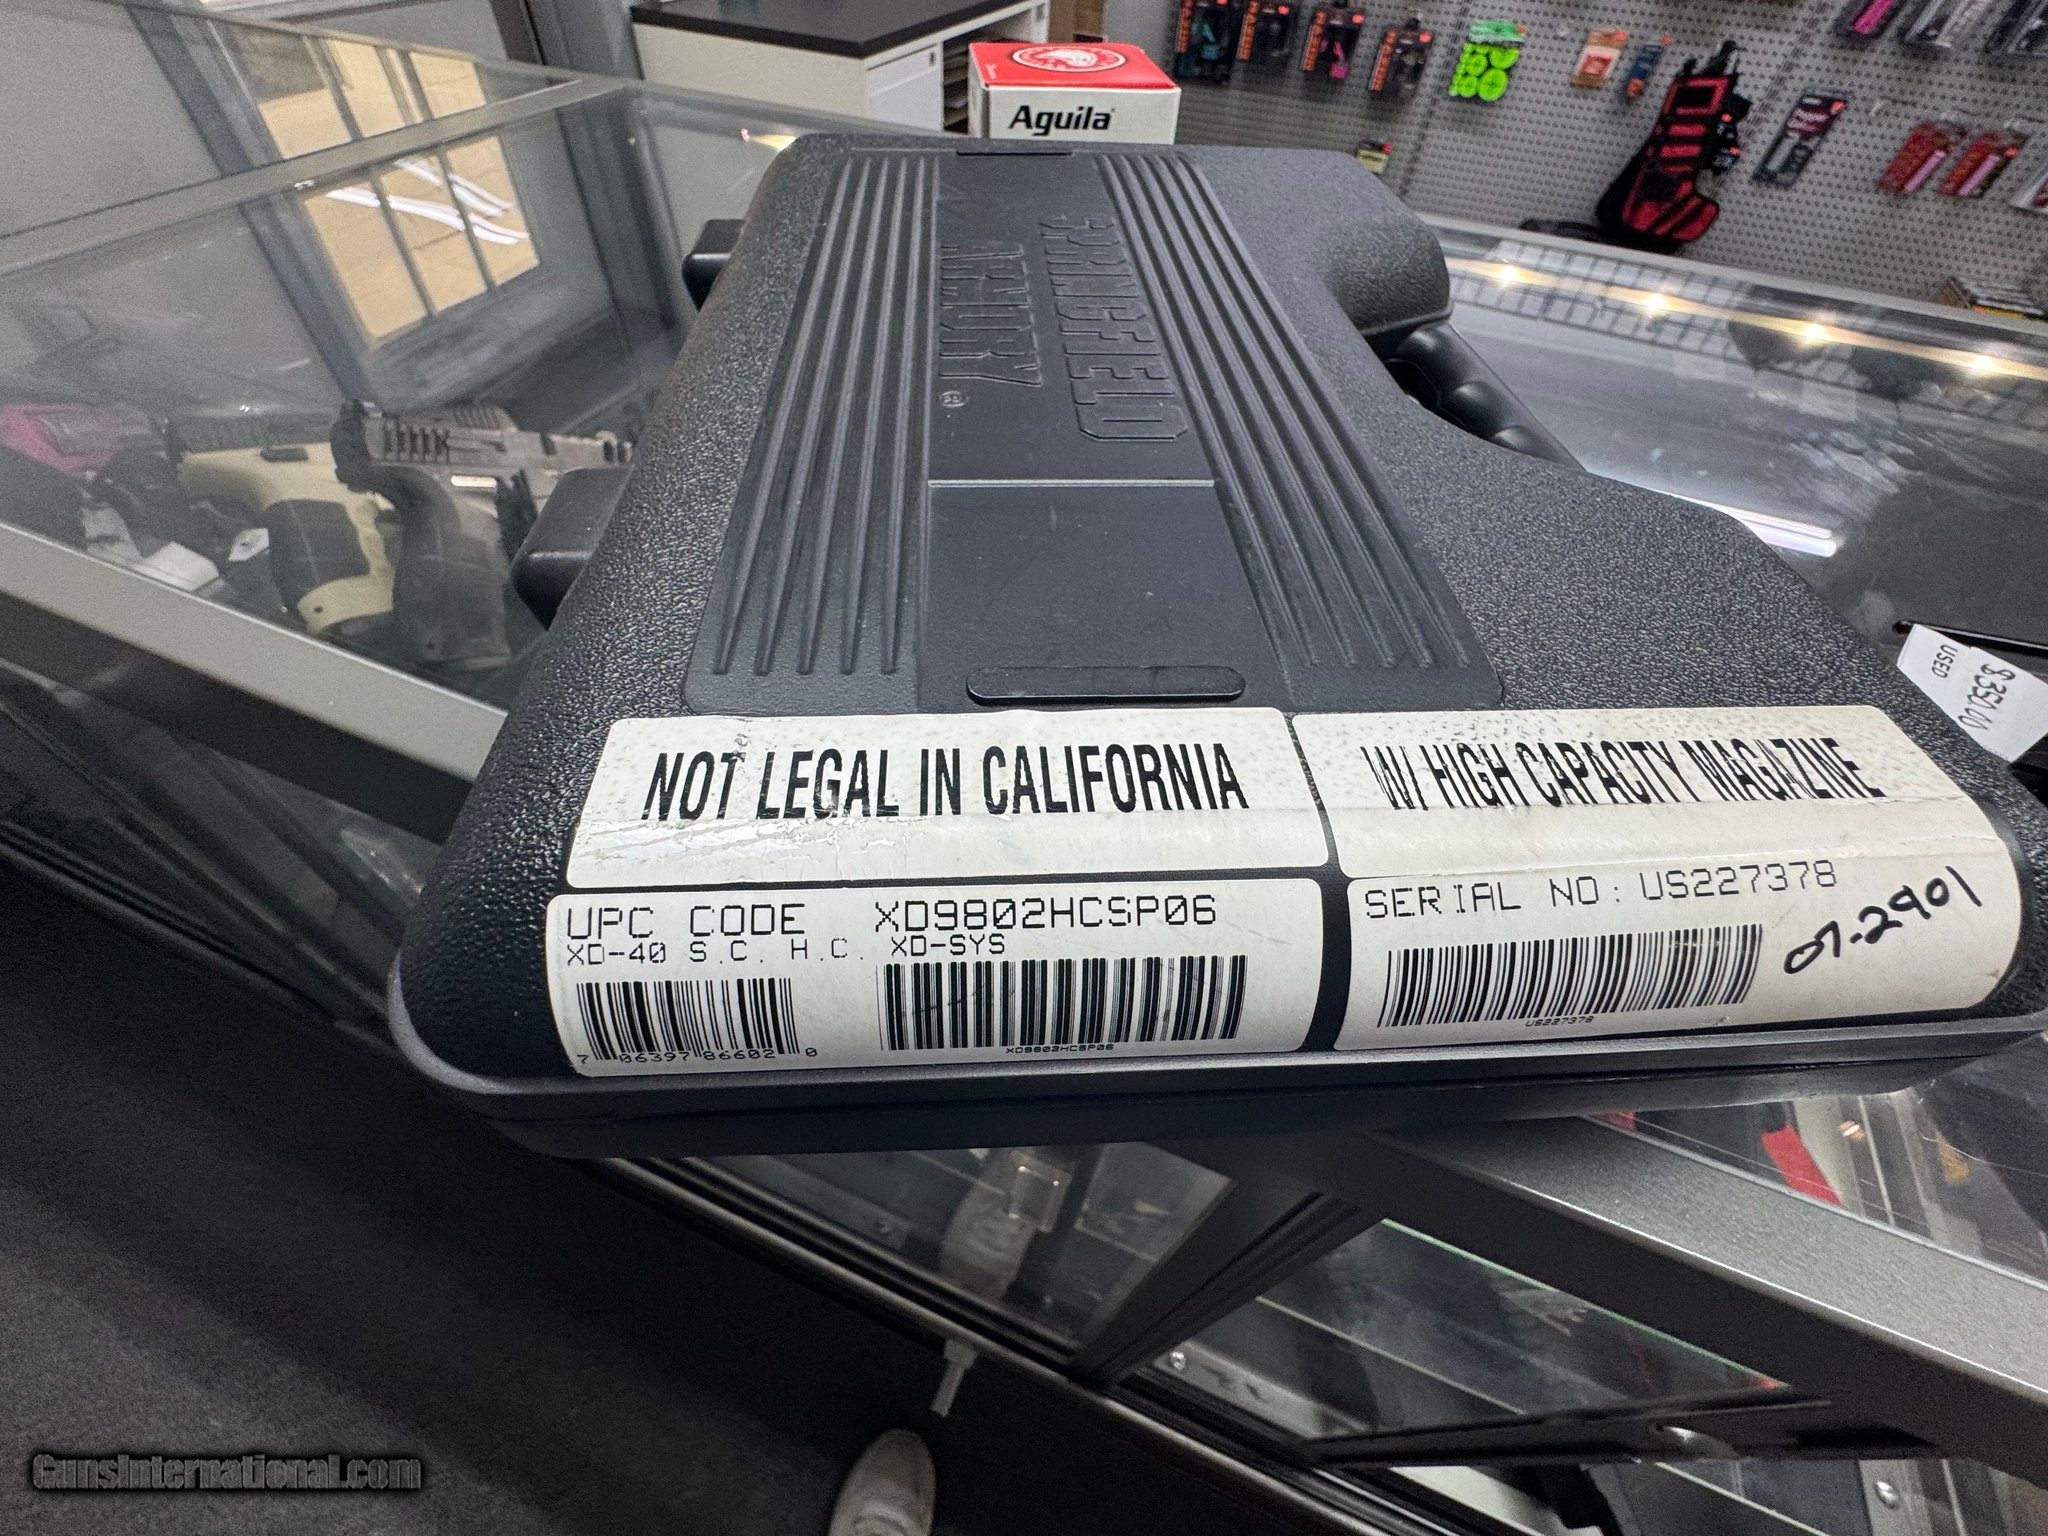 Aguila
SPRINGFIELD
ARMORY
®
$350.00
USED
NOT LEGAL IN CALIFORNIA
W/ HIGH CAPACITY MAGAZINE
UPC CODE XD9802HCSP06
XD-40 S.C. H.C. XD-SYS
7 06397 86602 0
XD9802HCSP06
SERIAL NO: US227378
07-2901
US227378
GunsInternational.com